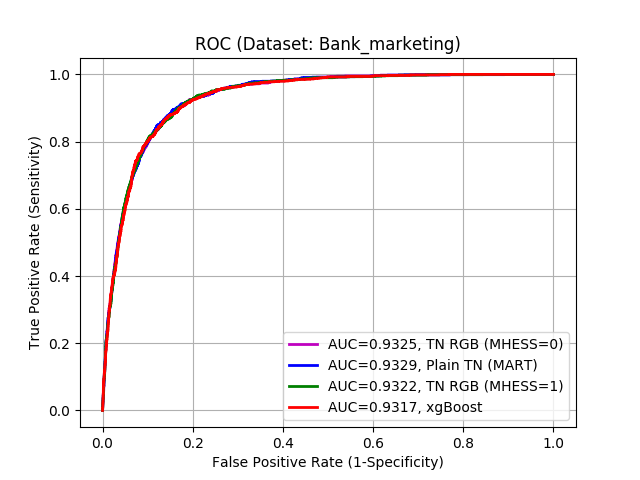 ROC (Dataset: Bank_marketing)
True Positive Rate (Sensitivity)
1.0
0.8
0.6
0.4
0.2
0.0
AUC=0.9325, TN RGB (MHESS=0)
AUC=0.9329, Plain TN (MART)
AUC=0.9322, TN RGB (MHESS=1)
AUC=0.9317, xgBoost
0.0 0.2 0.4 0.6 0.8 1.0
False Positive Rate (1-Specificity)